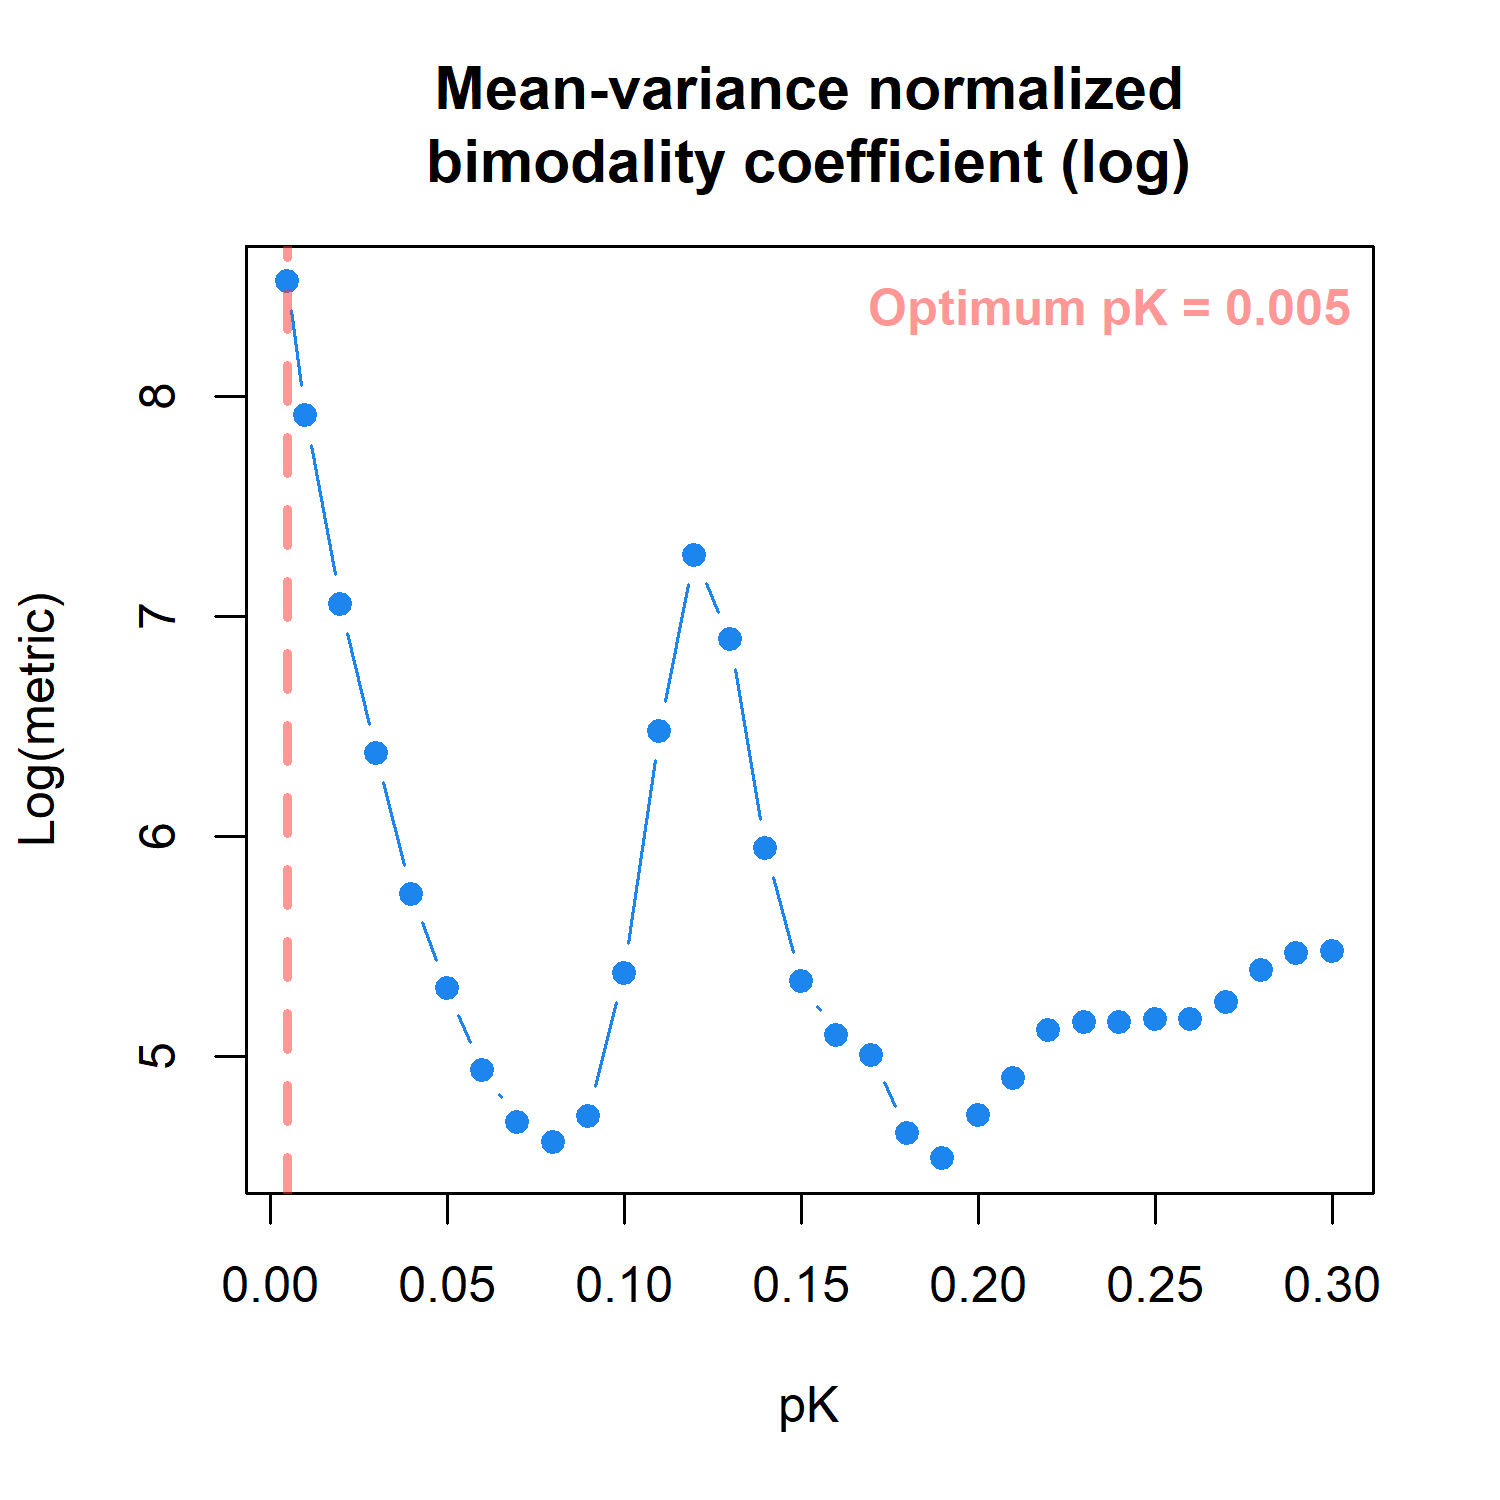 Mean-variance normalized
bimodality coefficient (log)
Optimum pK = 0.005
Log(metric)
8
7
6
5
0.00 0.05 0.10 0.15 0.20 0.25 0.30
pK